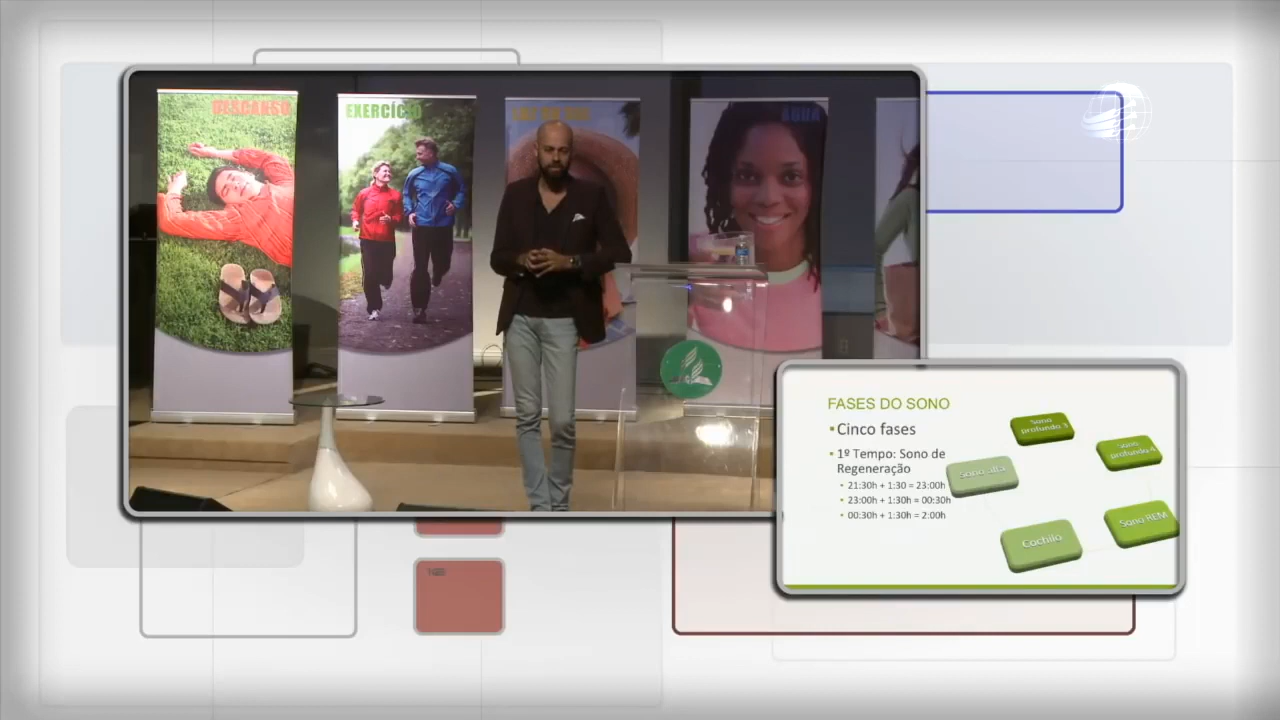 DESCANSO
EXERCÍCIO
ÁGUA
FASES DO SONO
▪Cinco fases
▪1º Tempo: Sono de
Regeneração
▪ 21:30h + 1:30 = 23:00h
▪ 23:00h + 1:30h = 00:30h
▪ 00:30h + 1:30h = 2:00h
Sono
profundo 3
Sono
profundo 4
Sono alfa
Sono REM
Cochilo